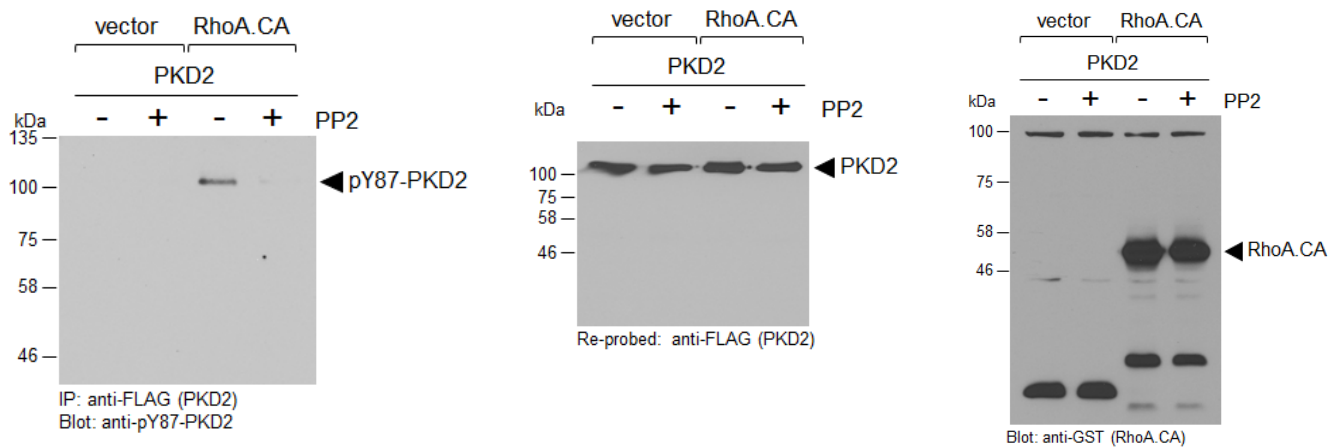 vector RhoA.CA
PKD2
kDa - + - + PP2
135
100
75
58
46
pY87-PKD2
IP: anti-FLAG (PKD2)
Blot: anti-pY87-PKD2
vector RhoA.CA
PKD2
kDa - + - + PP2
100
75
58
46
PKD2
Re-probed: anti-FLAG (PKD2)
vector RhoA.CA
PKD2
kDa - + - + PP2
100
75
58
46
RhoA.CA
Blot: anti-GST (RhoA.CA)